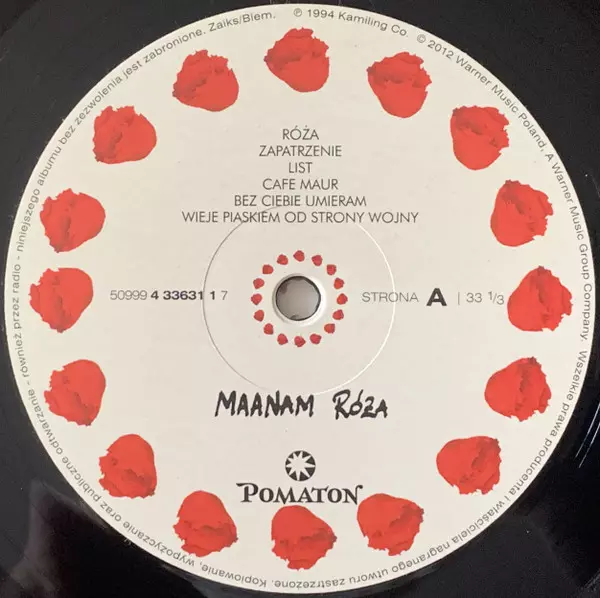 RÓŻA
ZAPATRZENIE
LIST
CAFE MAUR
BEZ CIEBIE UMIERAM
WIEJE PIASKIEM OD STRONY WOJNY
50999 4 33631 1 7
STRONA A | 33 1/3
MAANAM RÓŻA
POMATON
℗ 1994 Kamiling Co. © 2012 Warner Music Poland, A Warner Music Group Company. Wszelkie prawa producenta i właściciela nagranego utworu zastrzeżone. Kopiowanie, wypożyczanie oraz publiczne odtwarzanie - również przez radio - niniejszego albumu bez zezwolenia jest zabronione. Zaiks/Biem.